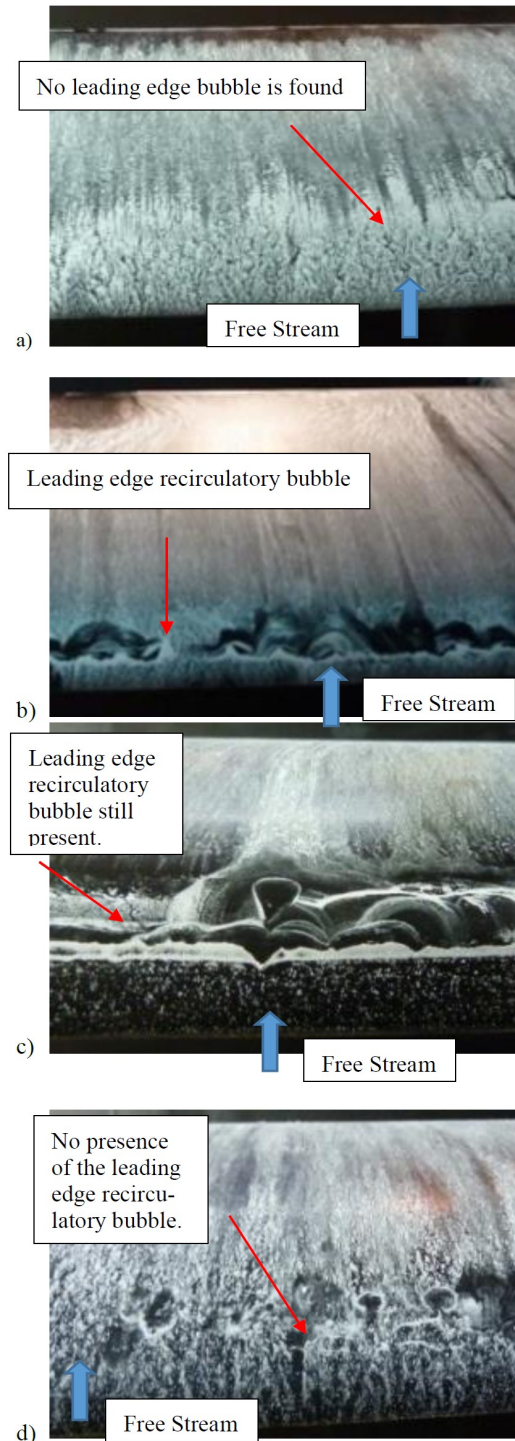 No leading edge bubble is found
Free Stream
a)
Leading edge recirculatory bubble
Free Stream
b)
Leading edge
recirculatory
bubble still
present.
Free Stream
c)
No presence
of the leading
edge recircu-
latory bubble.
Free Stream
d)